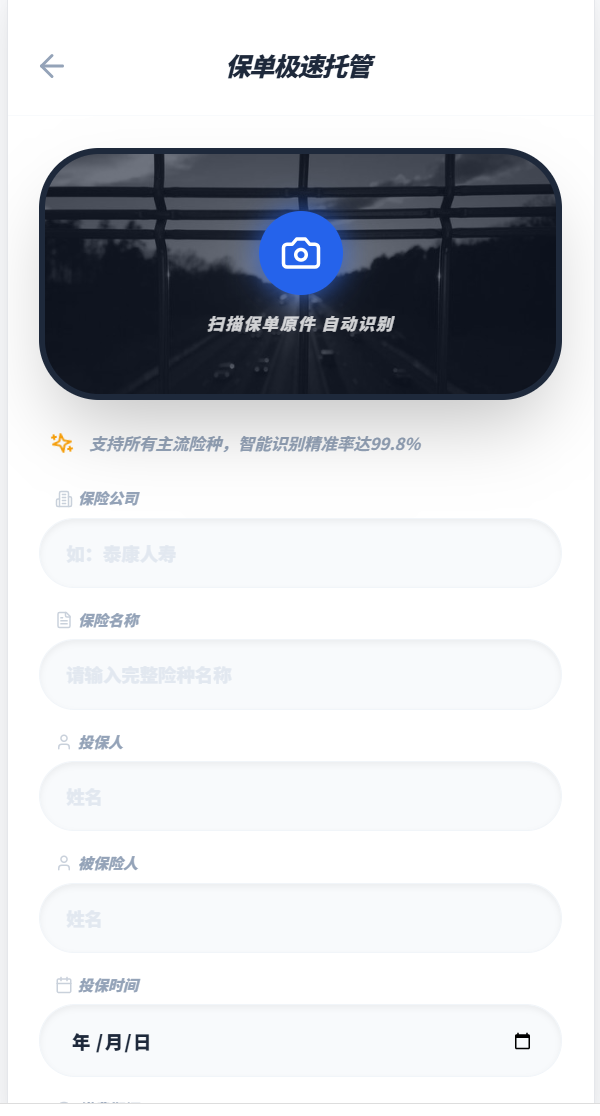 保单极速托管
扫描保单原件 自动识别
支持所有主流险种，智能识别精准率达99.8%
保险公司
如：泰康人寿
保险名称
请输入完整险种名称
投保人
姓名
被保险人
姓名
投保时间
年 /月/日